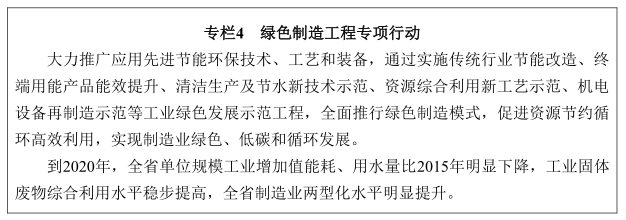 专栏4　绿色制造工程专项行动
大力推广应用先进节能环保技术、工艺和装备，通过实施传统行业节能改造、终
端用能产品能效提升、清洁生产及节水新技术示范、资源综合利用新工艺示范、机电
设备再制造示范等工业绿色发展示范工程，全面推行绿色制造模式，促进资源节约循
环高效利用，实现制造业绿色、低碳和循环发展。
到2020年，全省单位规模工业增加值能耗、用水量比2015年明显下降，工业固体
废物综合利用水平稳步提高，全省制造业两型化水平明显提升。